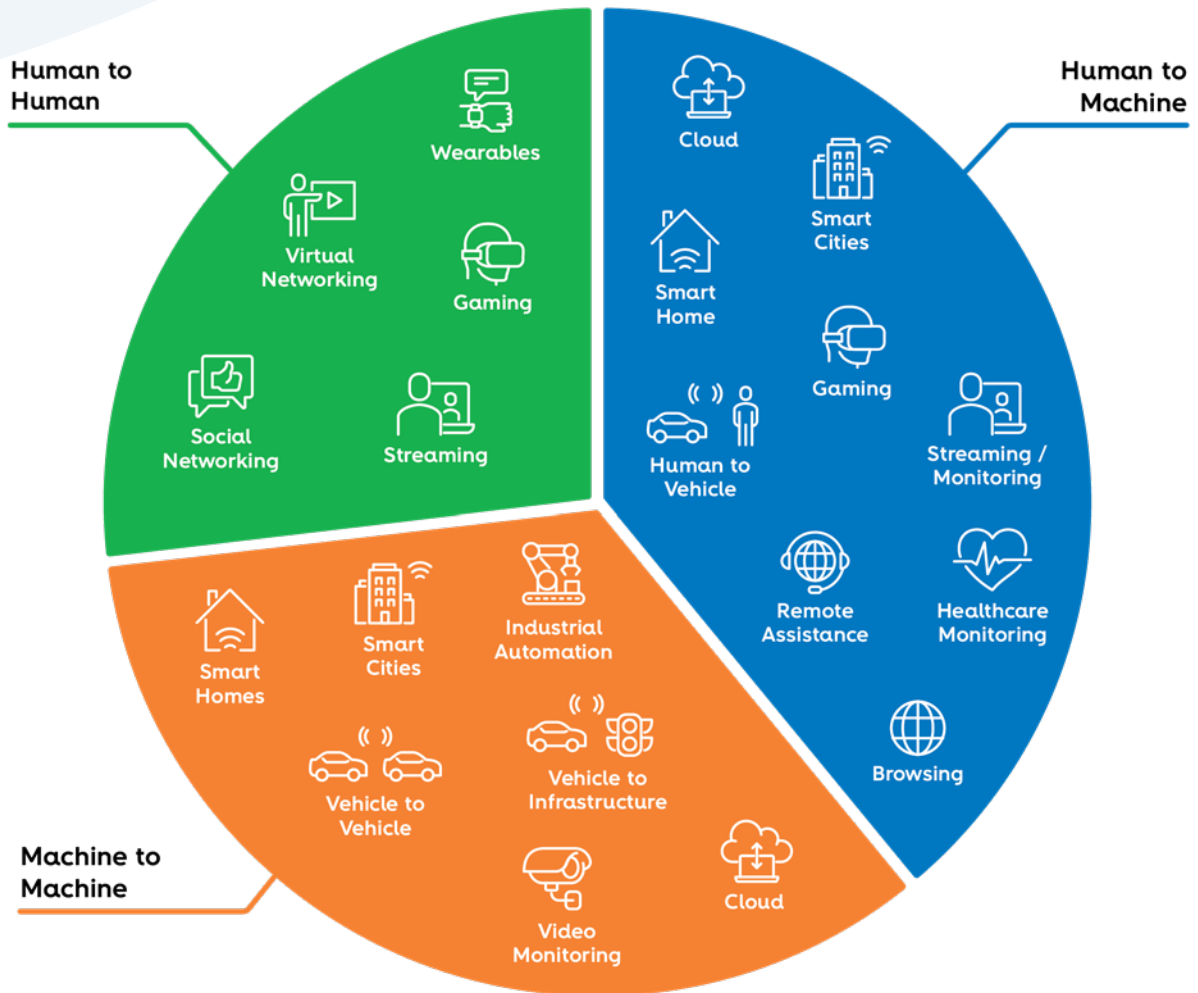 Human to
Human
Human to
Machine
Wearables
Virtual
Networking
Gaming
Social
Networking
Streaming
Cloud
Smart
Cities
Smart
Home
Gaming
Human to
Vehicle
Streaming /
Monitoring
Remote
Assistance
Healthcare
Monitoring
Browsing
Smart
Homes
Smart
Cities
Industrial
Automation
Vehicle to
Vehicle
Vehicle to
Infrastructure
Video
Monitoring
Cloud
Machine to
Machine